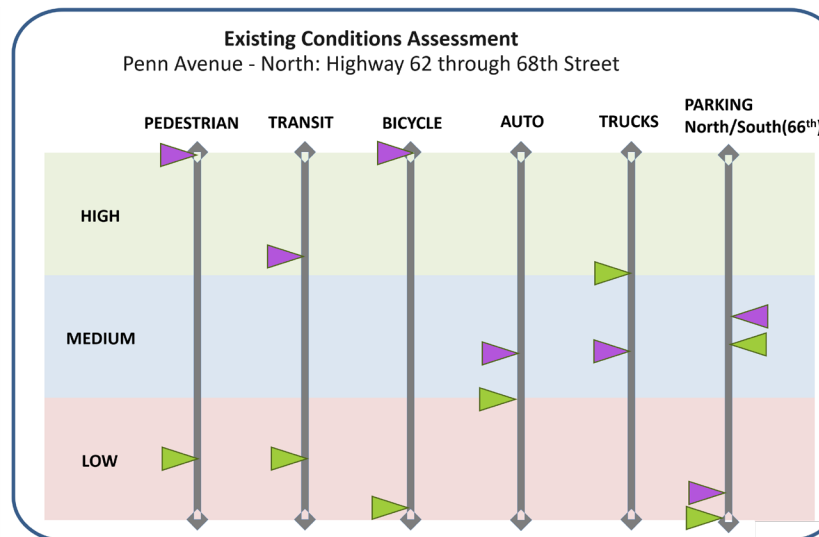 Existing Conditions Assessment
Penn Avenue - North: Highway 62 through 68th Street
PEDESTRIAN
TRANSIT
BICYCLE
AUTO
TRUCKS
PARKING
North/South(66th)
HIGH
MEDIUM
LOW